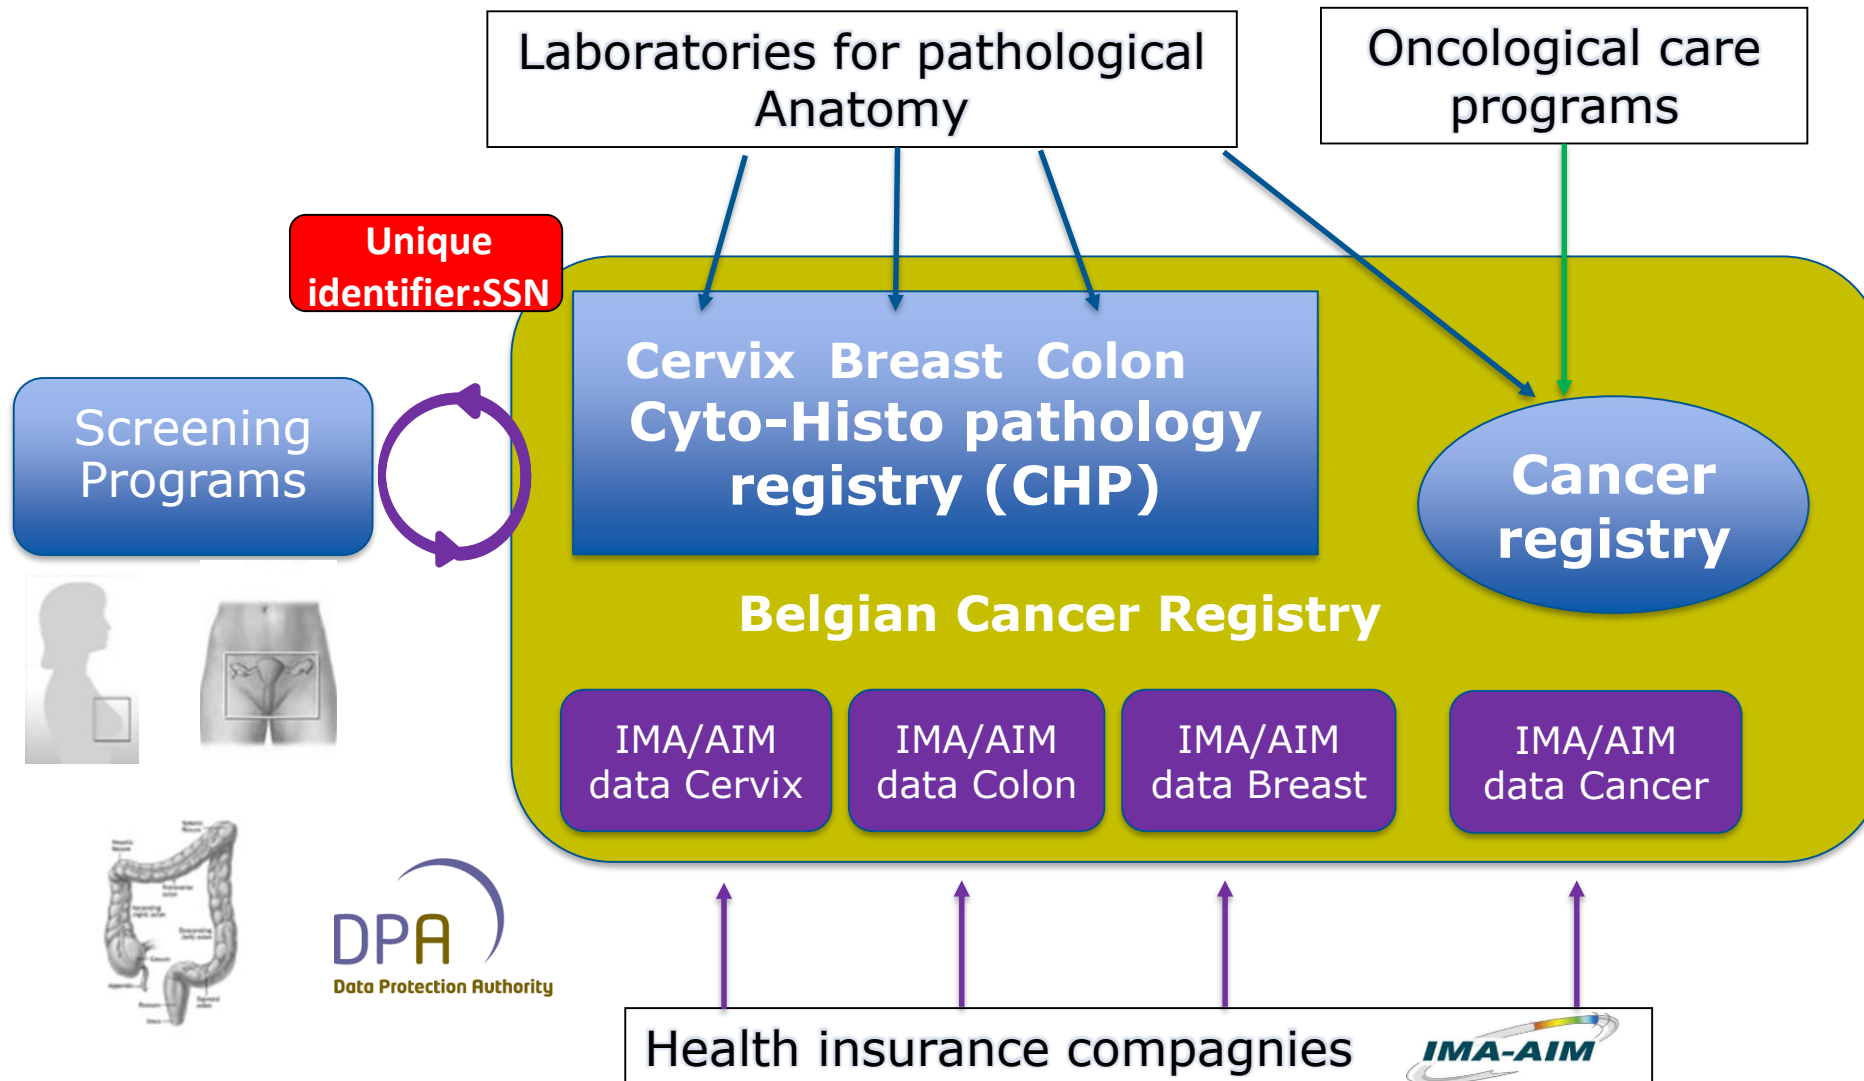 Laboratories for pathological
Anatomy
Oncological care
programs
Unique
identifier:SSN
Screening
Programs
Cervix Breast Colon
Cyto-Histo pathology
registry (CHP)
Cancer
registry
Belgian Cancer Registry
IMA/AIM
data Cervix
IMA/AIM
data Colon
IMA/AIM
data Breast
IMA/AIM
data Cancer
DPA
Data Protection Authority
Health insurance compagnies
IMA-AIM